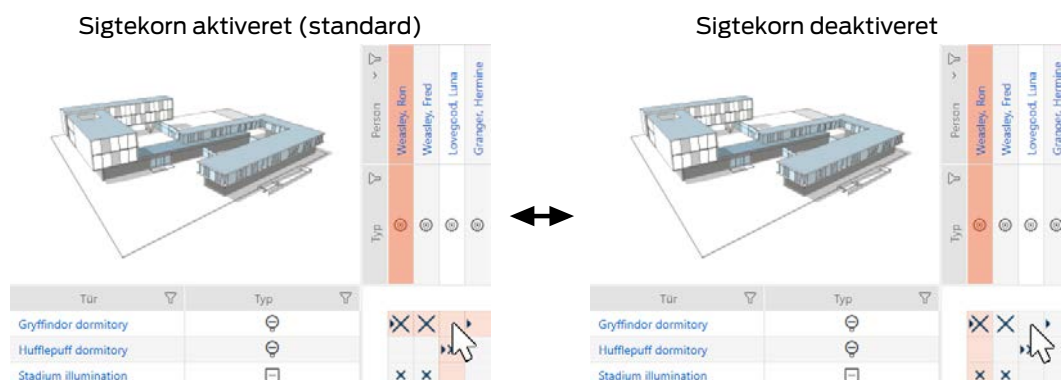 Sigtekorn aktiveret (standard)
Sigtekorn deaktiveret
Person
Weasley, Ron
Weasley, Fred
Lovegood, Luna
Granger, Hermine
Typ
Person
Weasley, Ron
Weasley, Fred
Lovegood, Luna
Granger, Hermine
Typ
Tür Typ
Gryffindor dormitory
Hufflepuff dormitory
Stadium illumination
Tür Typ
Gryffindor dormitory
Hufflepuff dormitory
Stadium illumination